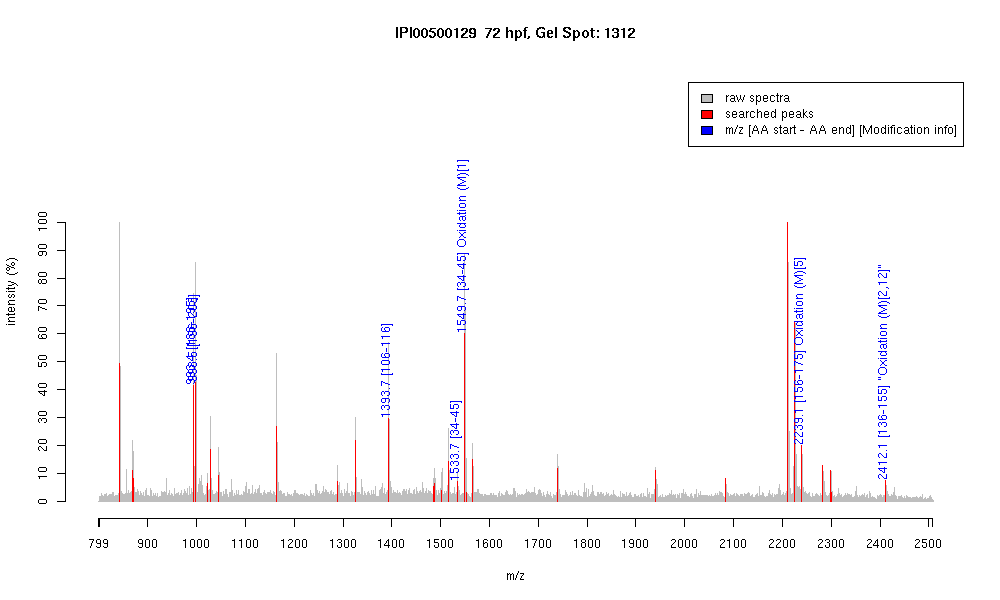 IPI00500129 72 hpf, Gel Spot: 1312
raw spectra
searched peaks
m/z [AA start - AA end] [Modification info]
intensity (%)
100
90
80
70
60
50
40
30
20
10
0
1393.7 [106-116]
1533.7 [34-45]
1549.7 [34-45] Oxidation (M)[1]
2239.1 [156-175] Oxidation (M)[5]
2412.1 [136-155] "Oxidation (M)[2,12]"
799 900 1000 1100 1200 1300 1400 1500 1600 1700 1800 1900 2000 2100 2200 2300 2400 2500
m/z